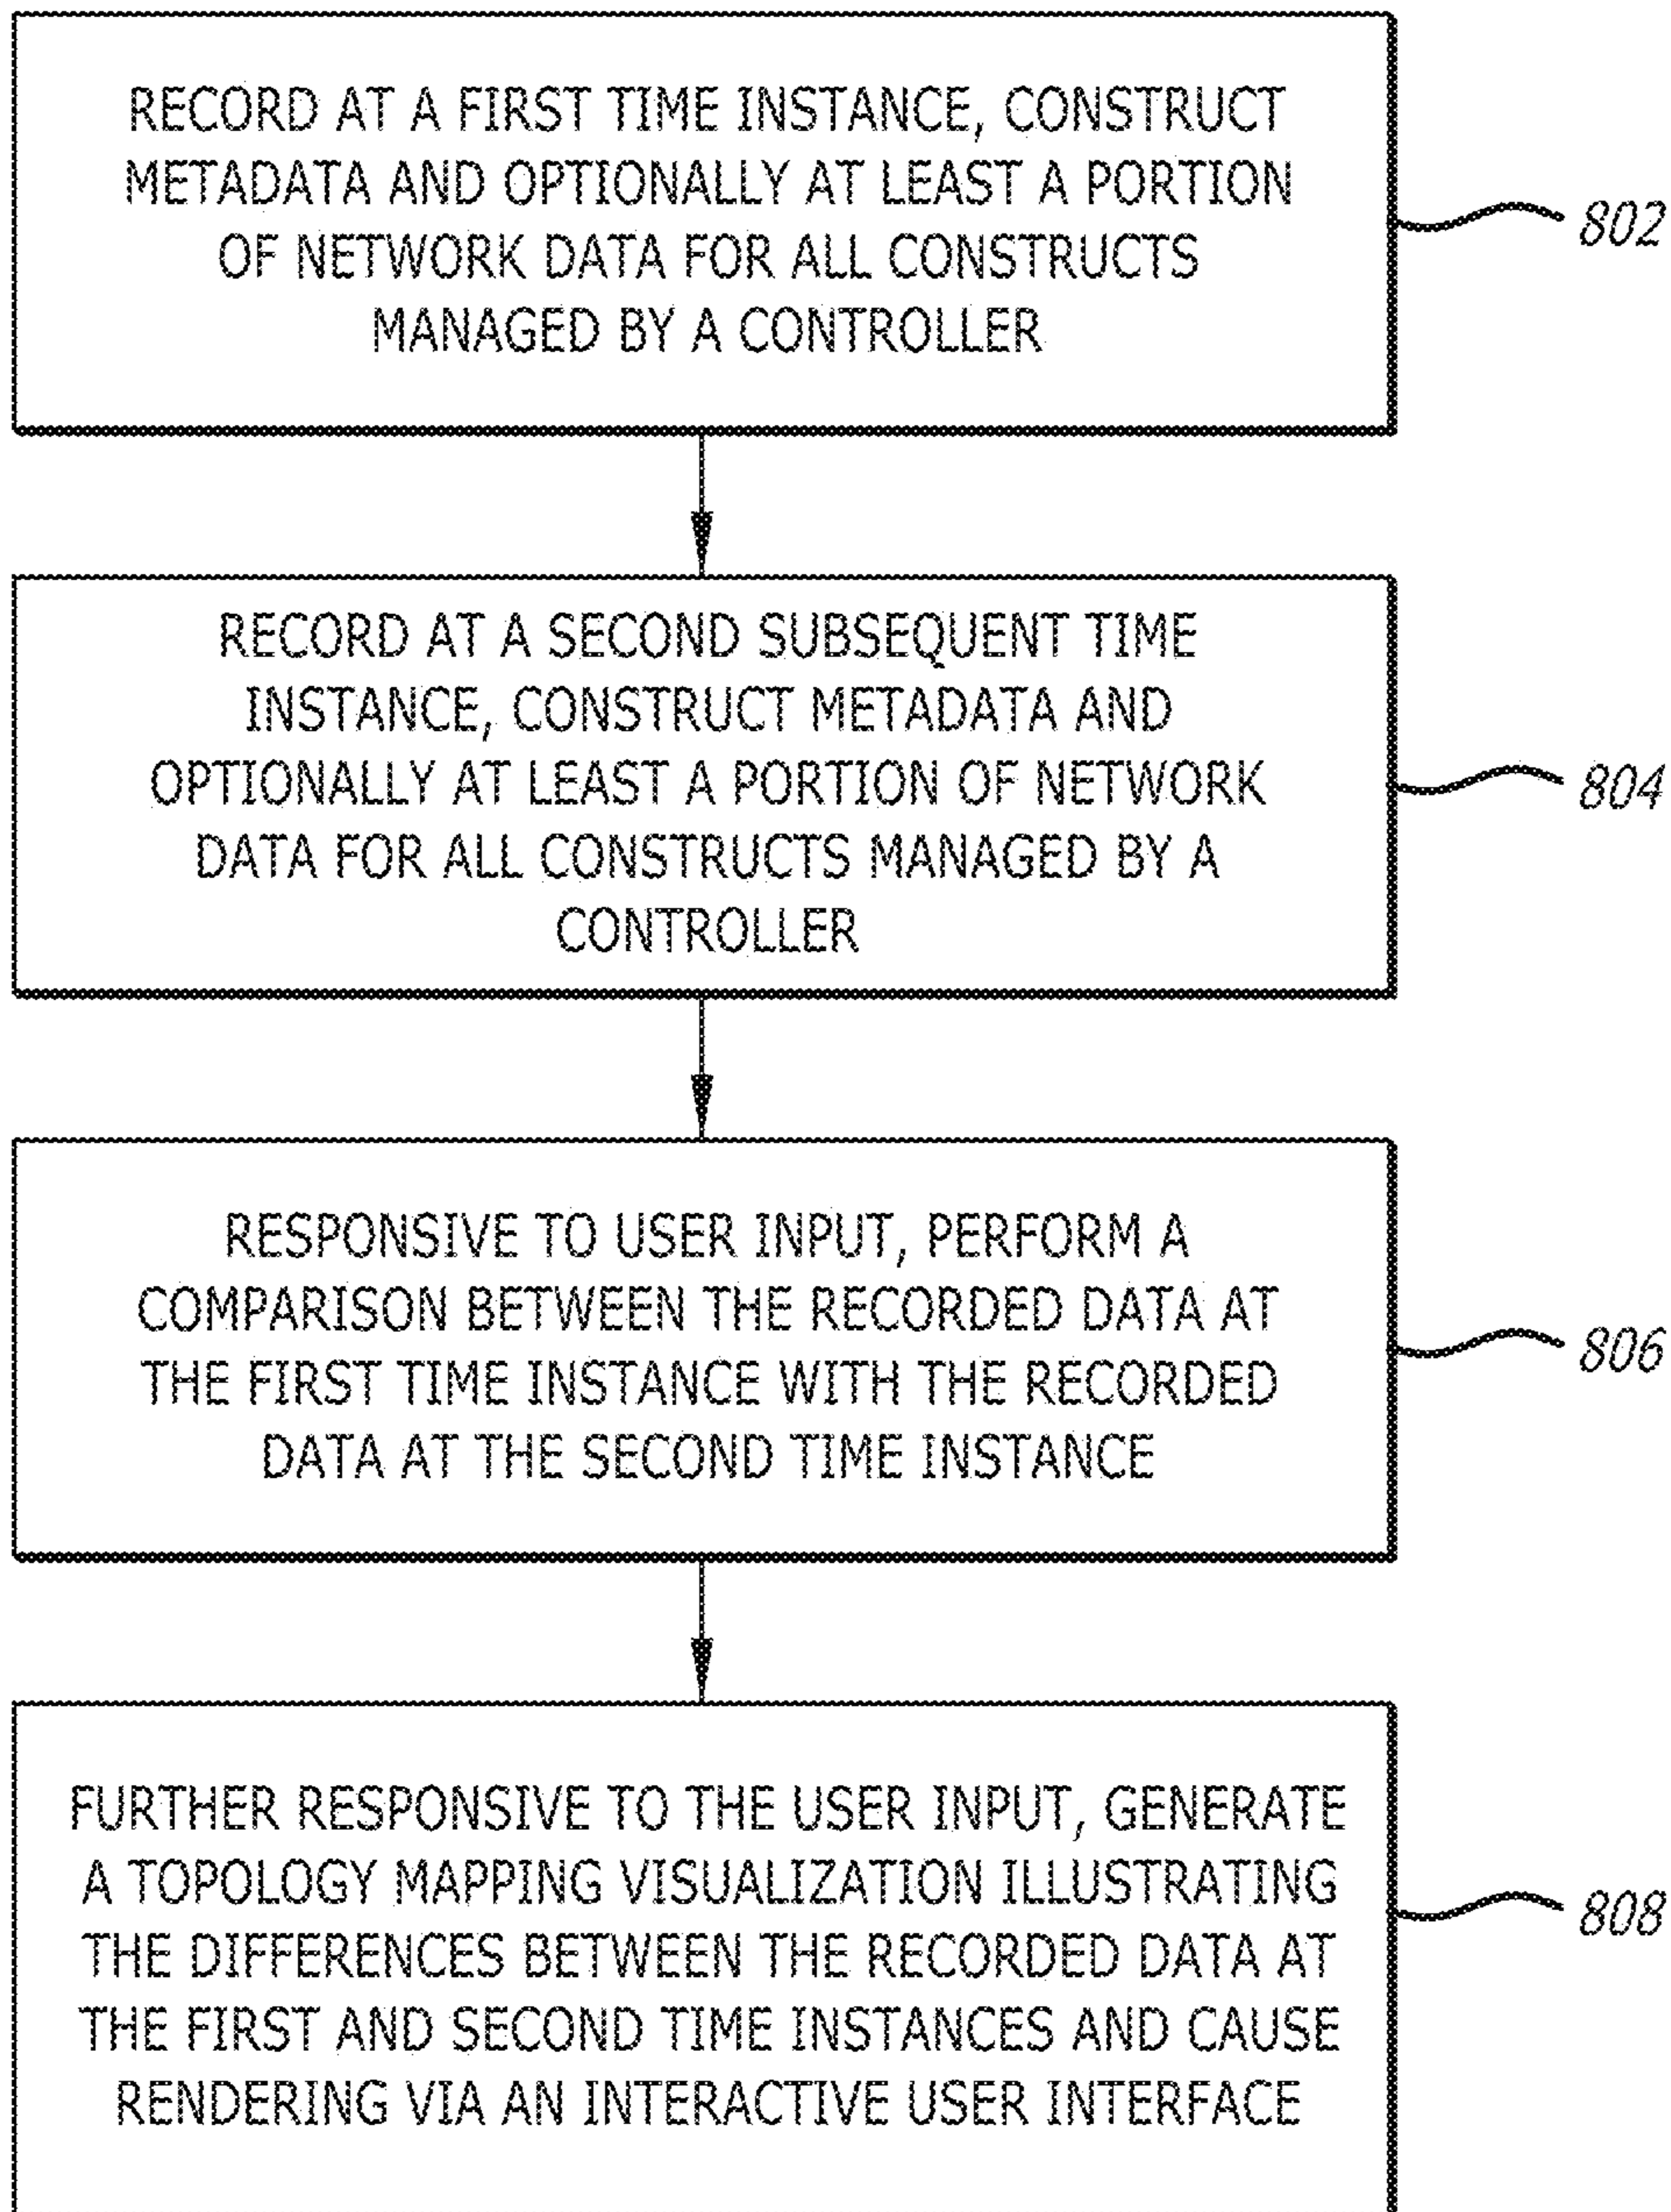 RECORD AT A FIRST TIME INSTANCE, CONSTRUCT
METADATA AND OPTIONALLY AT LEAST A PORTION
OF NETWORK DATA FOR ALL CONSTRUCTS
MANAGED BY A CONTROLLER
802
RECORD AT A SECOND SUBSEQUENT TIME
INSTANCE, CONSTRUCT METADATA AND
OPTIONALLY AT LEAST A PORTION OF NETWORK
DATA FOR ALL CONSTRUCTS MANAGED BY A
CONTROLLER
804
RESPONSIVE TO USER INPUT, PERFORM A
COMPARISON BETWEEN THE RECORDED DATA AT
THE FIRST TIME INSTANCE WITH THE RECORDED
DATA AT THE SECOND TIME INSTANCE
806
FURTHER RESPONSIVE TO THE USER INPUT, GENERATE
A TOPOLOGY MAPPING VISUALIZATION ILLUSTRATING
THE DIFFERENCES BETWEEN THE RECORDED DATA AT
THE FIRST AND SECOND TIME INSTANCES AND CAUSE
RENDERING VIA AN INTERACTIVE USER INTERFACE
808